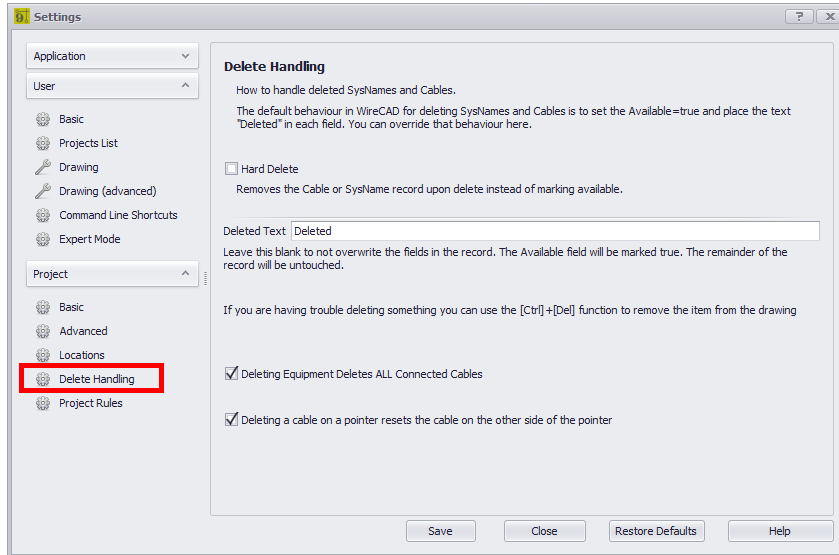 9
Settings
?
X
Application
User
Basic
Projects List
Drawing
Drawing (advanced)
Command Line Shortcuts
Expert Mode
Project
Basic
Advanced
Locations
Delete Handling
Project Rules
Delete Handling
How to handle deleted SysNames and Cables.
The default behaviour in WireCAD for deleting SysNames and Cables is to set the Available=true and place the text
"Deleted" in each field. You can override that behaviour here.
Hard Delete
Removes the Cable or SysName record upon delete instead of marking available.
Deleted Text Deleted
Leave this blank to not overwrite the fields in the record. The Available field will be marked true. The remainder of the
record will be untouched.
If you are having trouble deleting something you can use the [Ctrl]+[Del] function to remove the item from the drawing
Deleting Equipment Deletes ALL Connected Cables
Deleting a cable on a pointer resets the cable on the other side of the pointer
Save
Close
Restore Defaults
Help